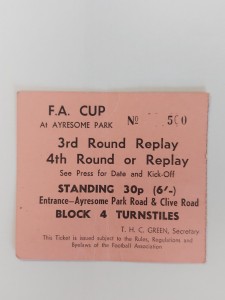 F.A. CUP
At AYRESOME PARK
No 500
3rd Round Replay
4th Round or Replay
See Press for Date and Kick-Off
STANDING 30p (6/-)
Entrance—Ayresome Park Road & Clive Road
BLOCK 4 TURNSTILES
T. H. C. GREEN, Secretary
This Ticket is issued subject to the Rules, Regulations and
Byelaws of the Football Association